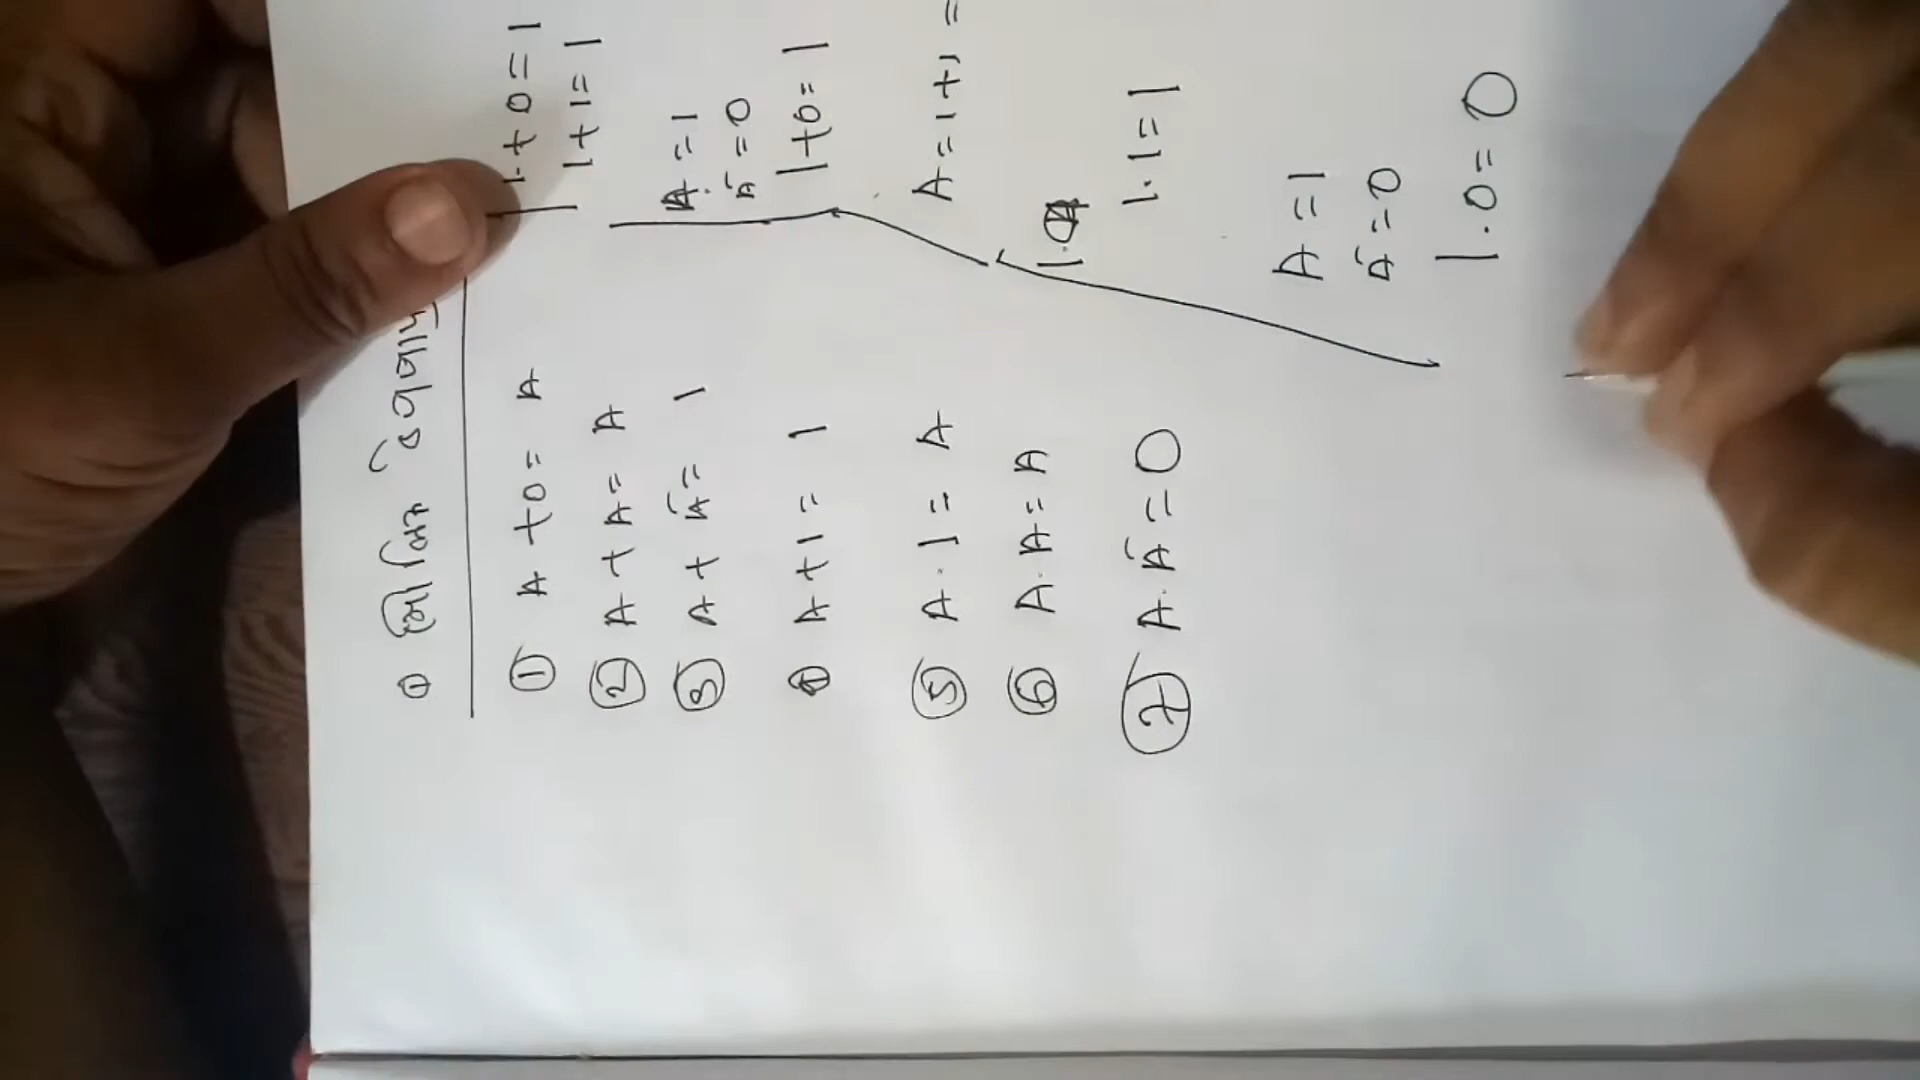 ① মৌলিক উপপাদ্য
① A + 0 = A
② A + A = A
③ A + A̅ = 1
④ A + 1 = 1
⑤ A . 1 = A
⑥ A . A = A
⑦ A . A̅ = 0
1 + 0 = 1
1 + 1 = 1
A = 1
A̅ = 0
1 + 0 = 1
A = 1 + 1 =
1 . 1 = 1
A = 1
A̅ = 0
1 . 0 = 0